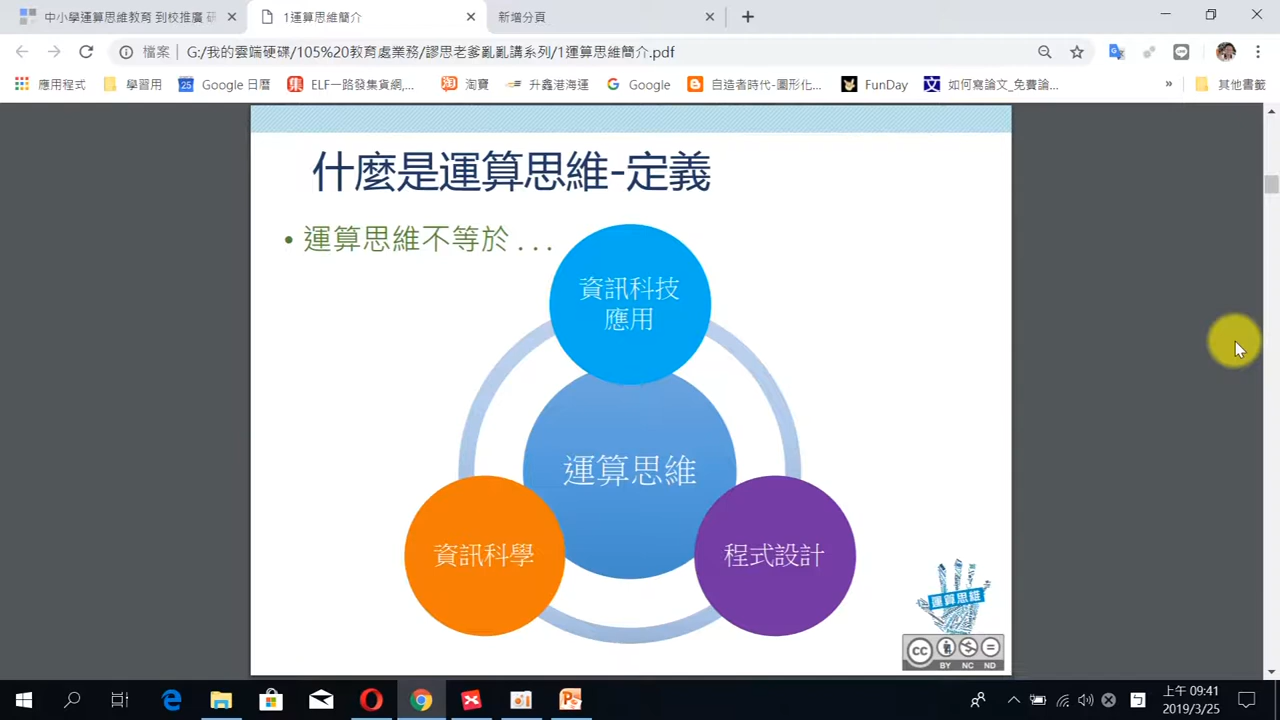 中小學運算思維教育 到校推廣 研
1運算思維簡介
新增分頁
檔案 G:/我的雲端硬碟/105%20教育處業務/謬思老爹亂亂講系列/1運算思維簡介.pdf
應用程式 學習用 25 Google 日曆 集 ELF一路發集貨網,... 淘 淘寶 升鑫港海運 Google 自造者時代-圖形化... FunDay 文 如何寫論文_免費論... » 其他書籤
什麼是運算思維-定義
• 運算思維不等於 . . .
資訊科技
應用
運算思維
資訊科學
程式設計
運算思維
CC BY NC ND
上午 09:41
2019/3/25